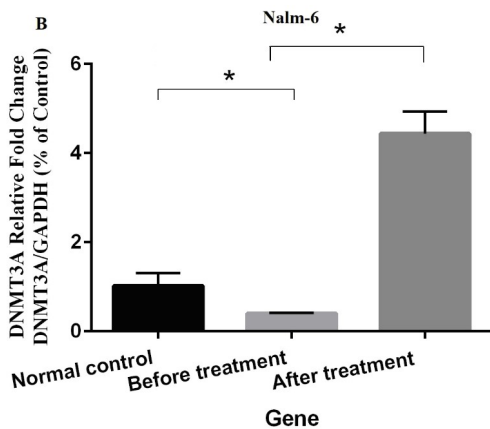 B
Nalm-6
*
*
DNMT3A Relative Fold Change
DNMT3A/GAPDH (% of Control)
6
4
2
0
Normal control
Before treatment
After treatment
Gene